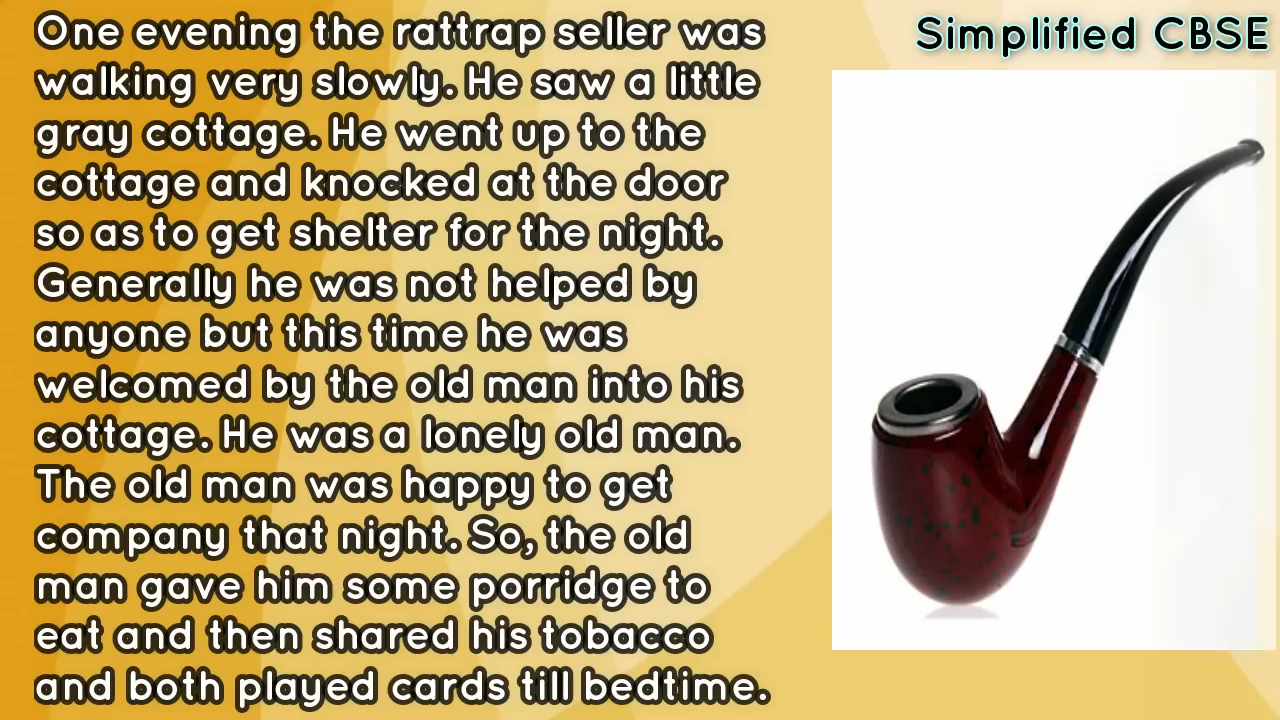 One evening the rattrap seller was
walking very slowly. He saw a little
gray cottage. He went up to the
cottage and knocked at the door
so as to get shelter for the night.
Generally he was not helped by
anyone but this time he was
welcomed by the old man into his
cottage. He was a lonely old man.
The old man was happy to get
company that night. So, the old
man gave him some porridge to
eat and then shared his tobacco
and both played cards till bedtime.
Simplified CBSE